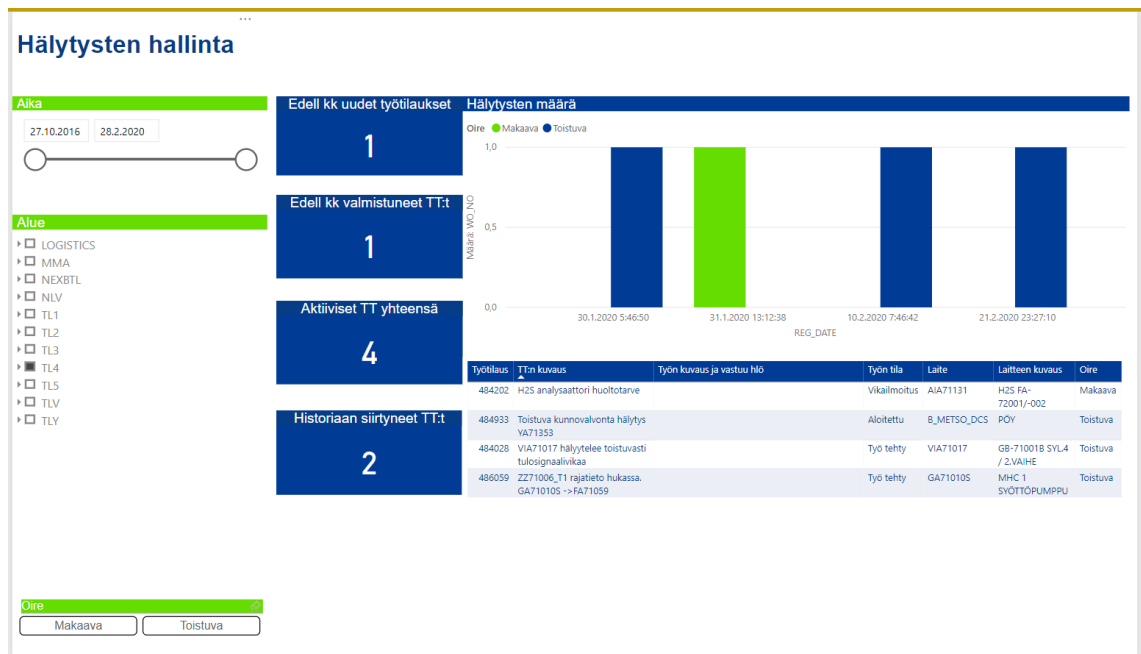 Hälytysten hallinta
Aika
27.10.2016 28.2.2020
Alue
LOGISTICS
MMA
NEXBTL
NLV
TL1
TL2
TL3
TL4
TL5
TLV
TLY
Oire
Makaava Toistuva
Edell kk uudet työtilaukset
1
Edell kk valmistuneet TT:t
1
Aktiiviset TT yhteensä
4
Historiaan siirtyneet TT:t
2
Hälytysten määrä
Oire Makaava Toistuva
1,0
0,5
0,0
Määrä: WO_NO
30.1.2020 5:46:50 31.1.2020 13:12:38 10.2.2020 7:46:42 21.2.2020 23:27:10
REG_DATE
Työtilaus TT:n kuvaus Työn kuvaus ja vastuu hlö Työn tila Laite Laitteen kuvaus Oire
484202 H2S analysaattori huoltotarve Vikailmoitus AIA71131 H2S FA- Makaava
72001/-002
484933 Toistuva kunnovalvonta hälytys Aloitettu B_METSO_DCS PÖY Toistuva
YA71353
484028 VIA71017 hälyytelee toistuvasti Työ tehty VIA71017 GB-71001B SYL.4 Toistuva
tulosignaalivikaa / 2.VAIHE
486059 ZZ71006_T1 rajatieto hukassa. Työ tehty GA71010S MHC 1 Toistuva
GA71010S ->FA71059 SYÖTTÖPUMPPU